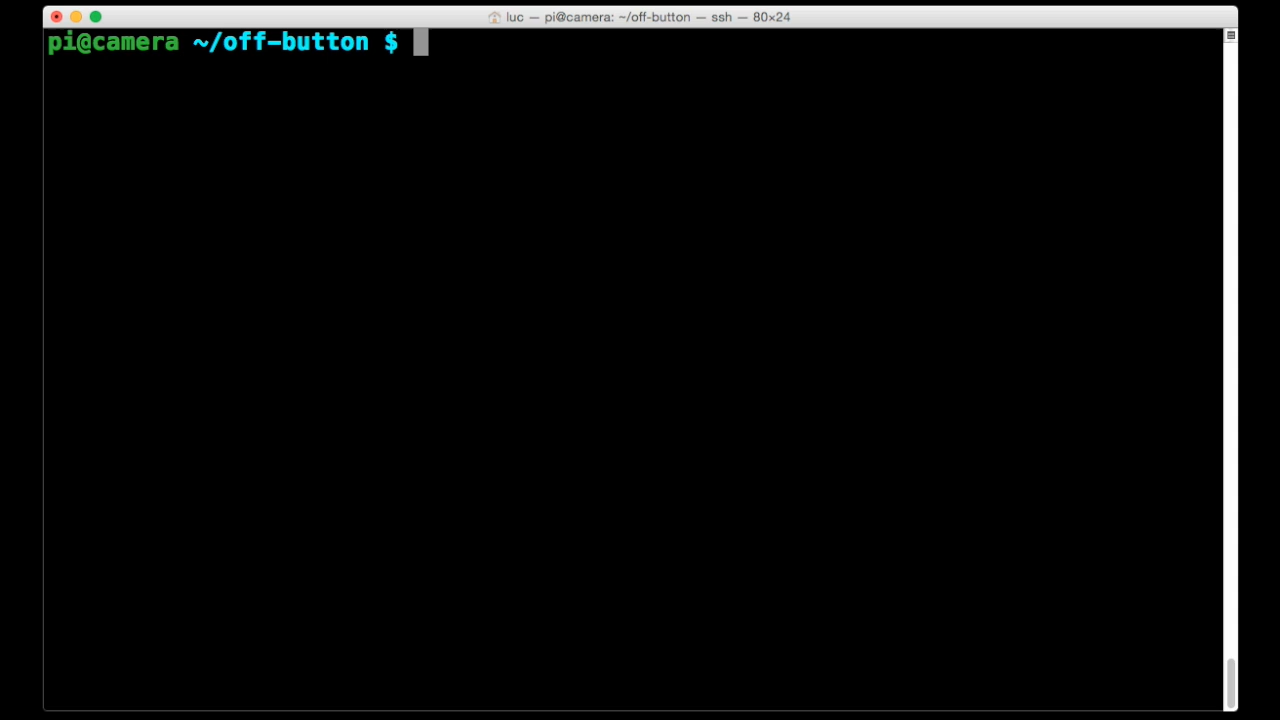 luc — pi@camera: ~/off-button — ssh — 80×24
pi@camera ~/off-button $